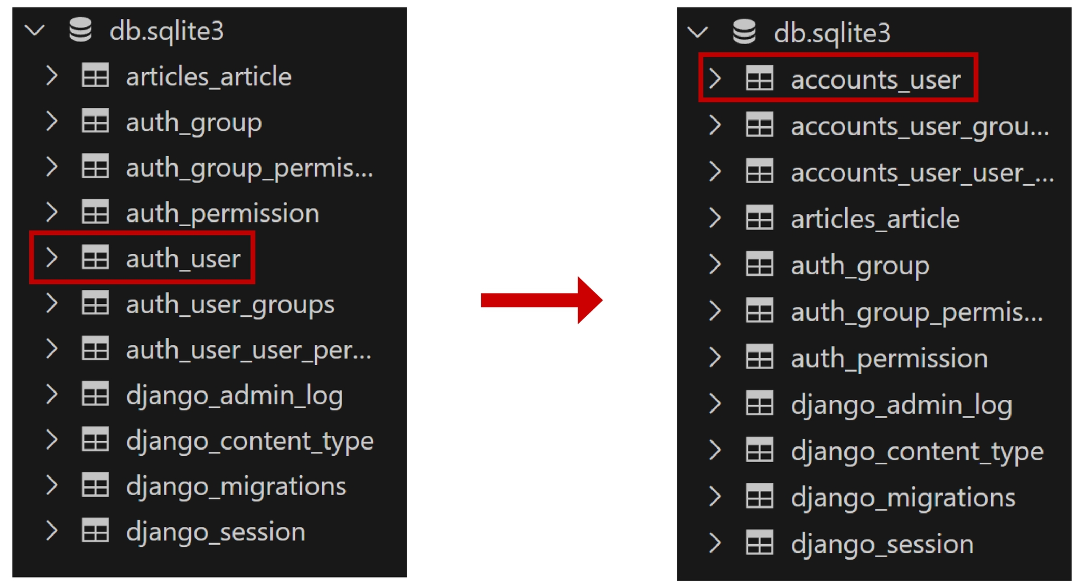 db.sqlite3
articles_article
auth_group
auth_group_permis...
auth_permission
auth_user
auth_user_groups
auth_user_user_per...
django_admin_log
django_content_type
django_migrations
django_session
db.sqlite3
accounts_user
accounts_user_grou...
accounts_user_user_...
articles_article
auth_group
auth_group_permis...
auth_permission
django_admin_log
django_content_type
django_migrations
django_session